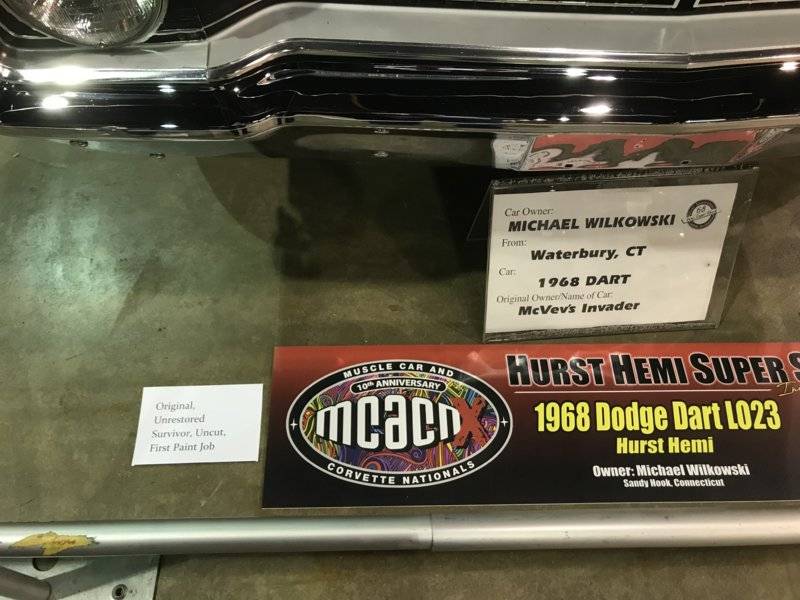 Car Owner:
MICHAEL WILKOWSKI
From:
Waterbury, CT
Car:
1968 DART
Original Owner/Name of Car:
McVev's Invader
Original,
Unrestored
Survivor, Uncut,
First Paint Job
MUSCLE CAR AND
10th ANNIVERSARY
mcacn
X
CORVETTE NATIONALS
HURST HEMI SUPER S
1968 Dodge Dart LO23
Hurst Hemi
Owner: Michael Wilkowski
Sandy Hook, Connecticut